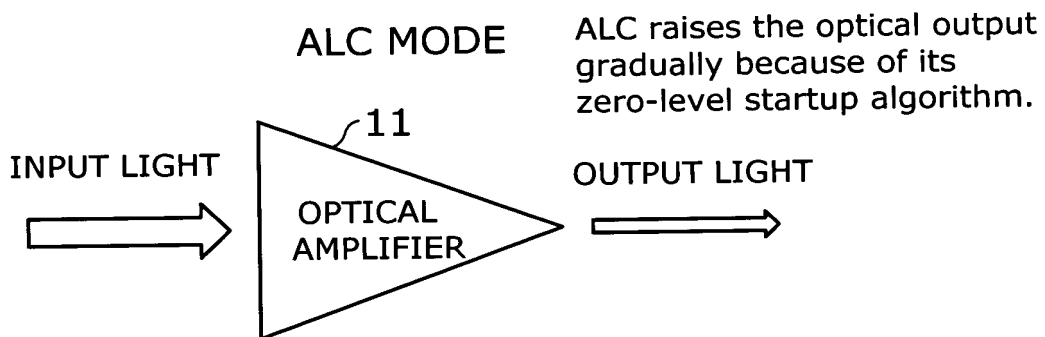 ALC MODE
ALC raises the optical output
gradually because of its
zero-level startup algorithm.
11
INPUT LIGHT
OUTPUT LIGHT
OPTICAL
AMPLIFIER